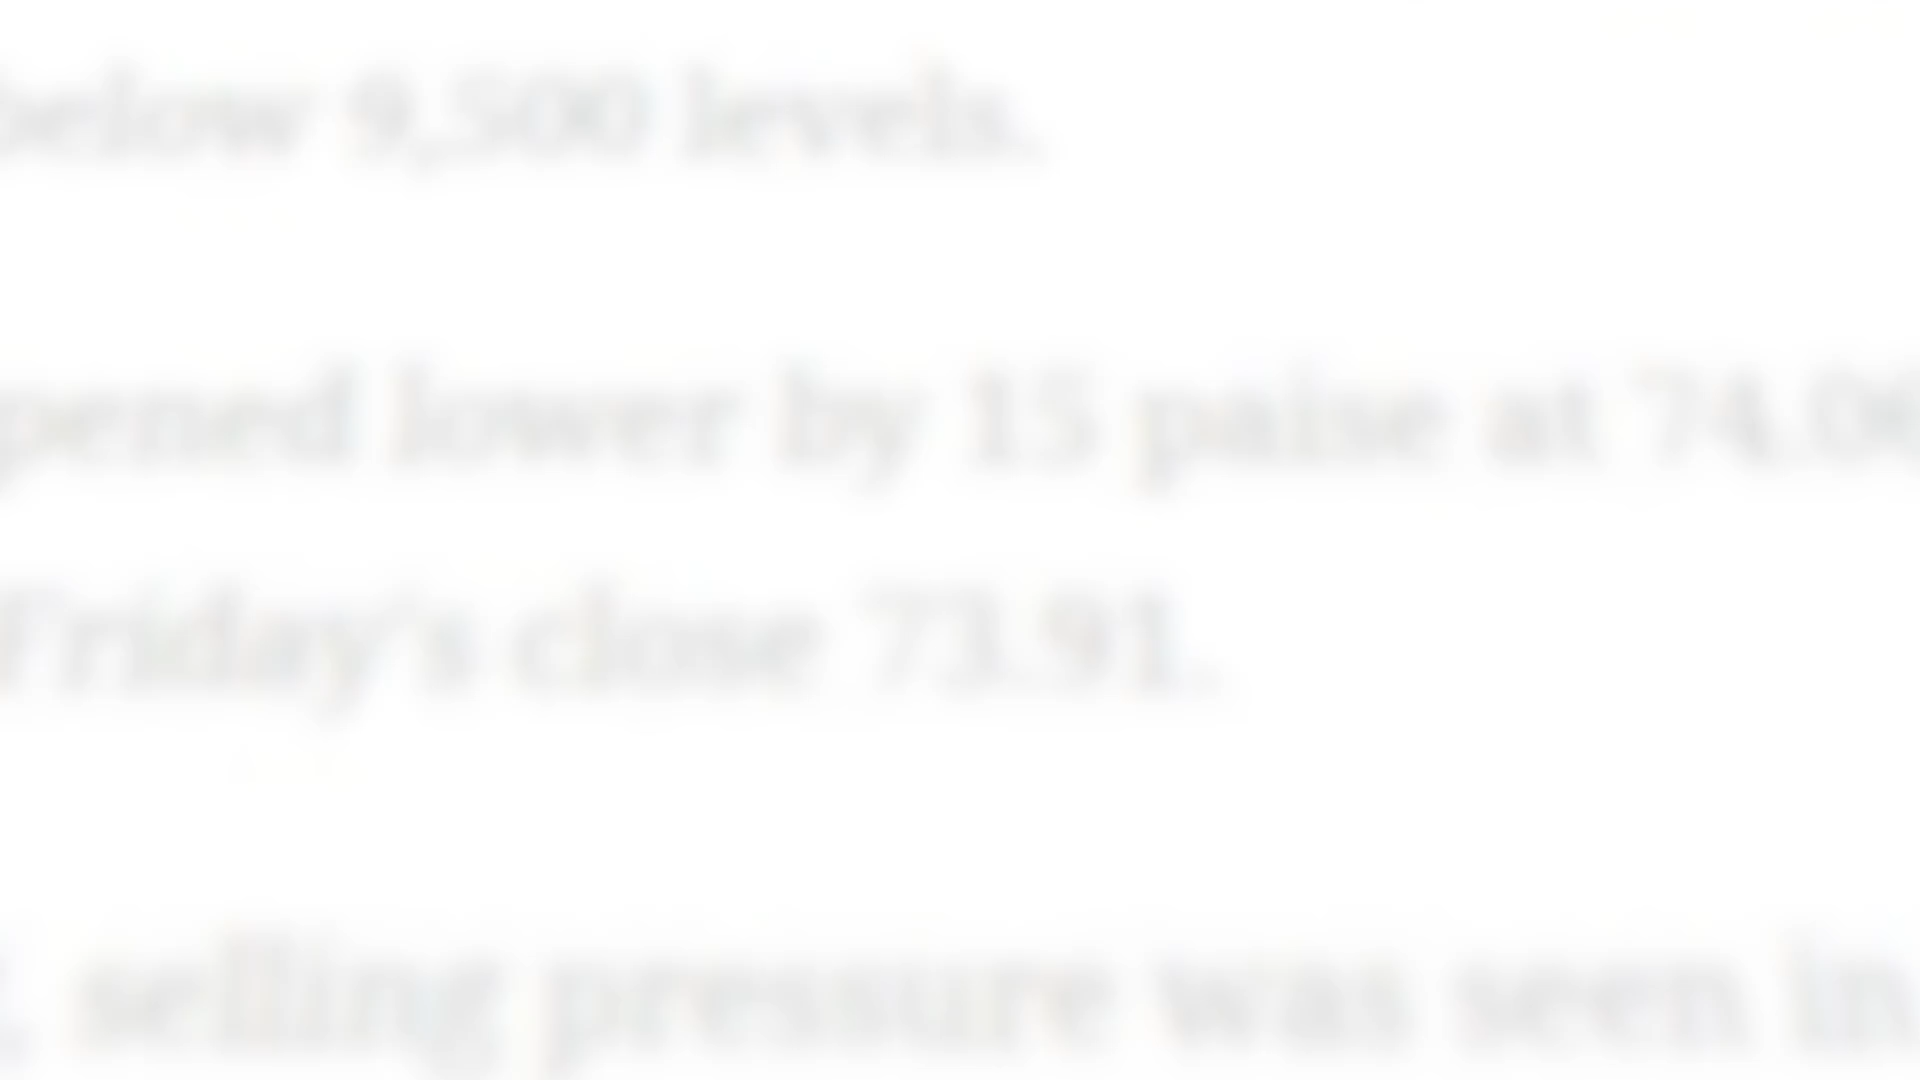 below 9,500 levels.
pened lower by 15 paise at 74.06
Friday's close 73.91.
, selling pressure was seen in